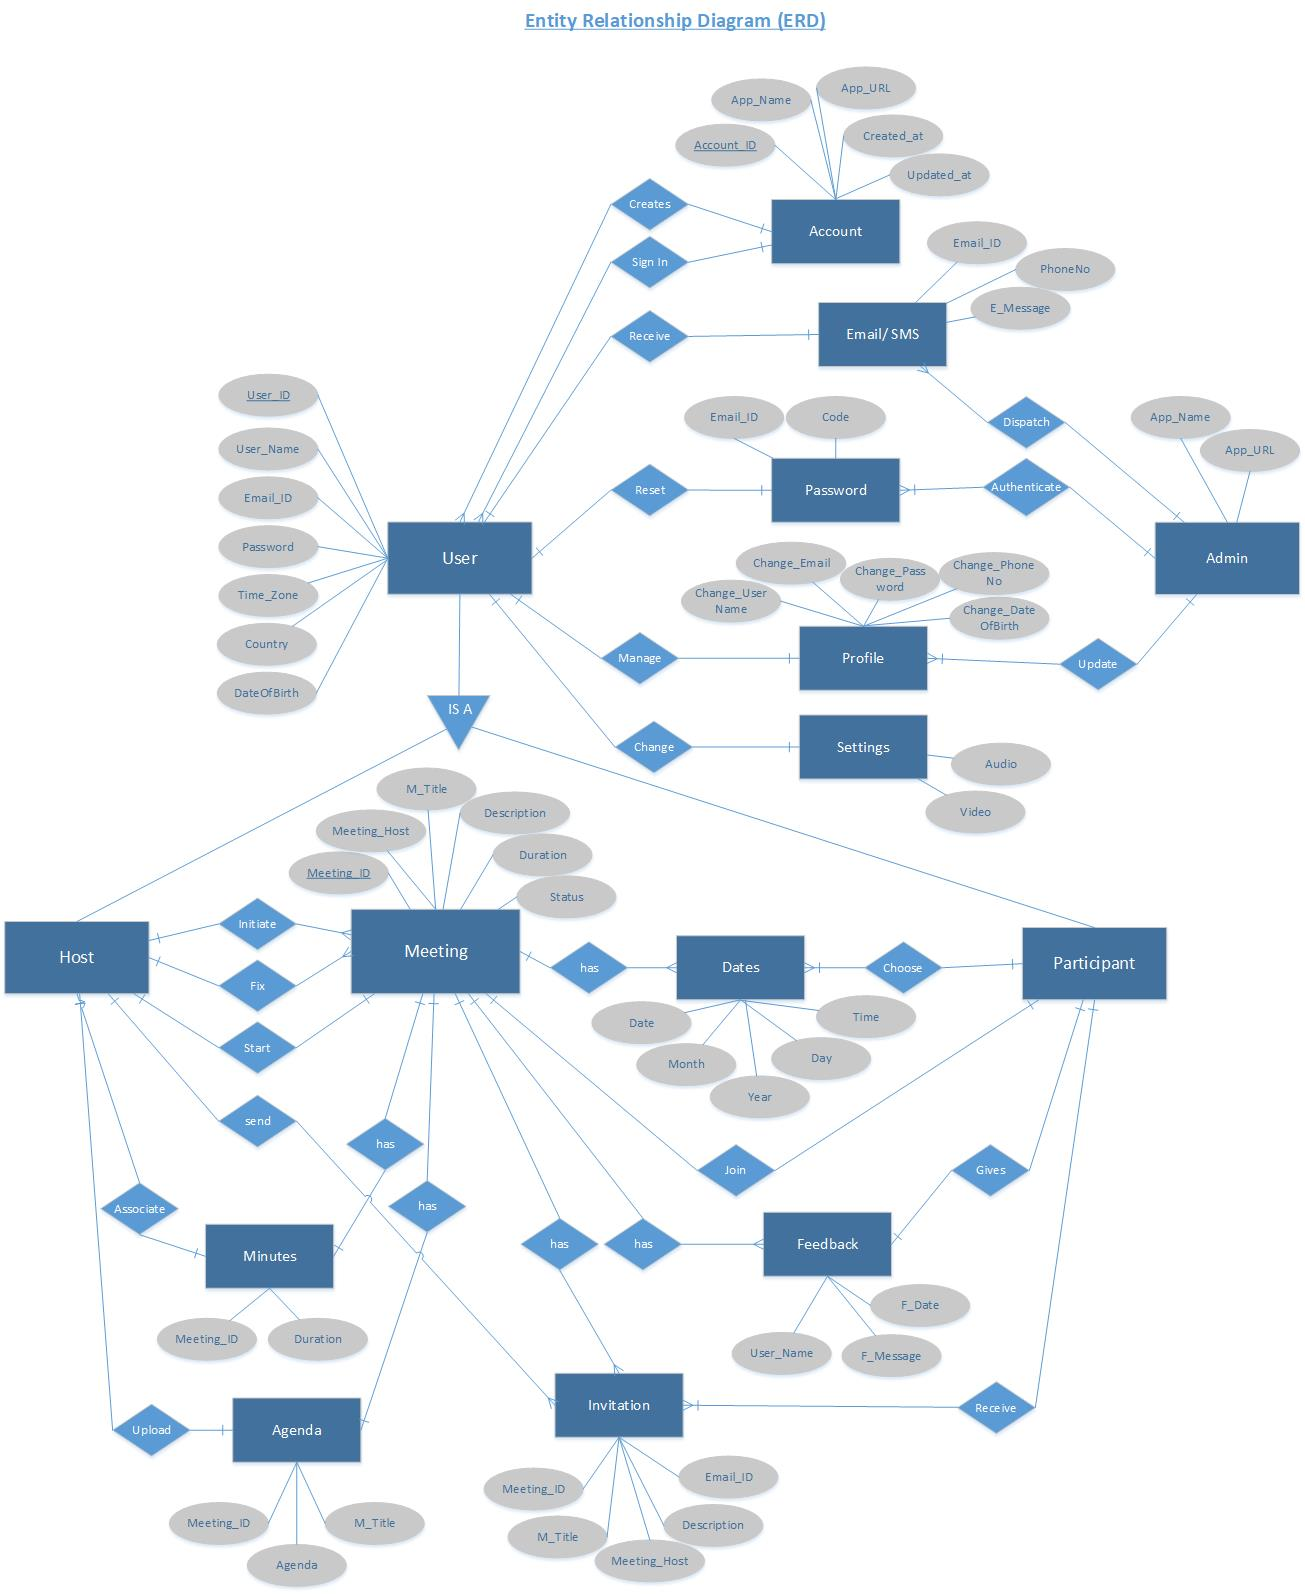 Entity Relationship Diagram (ERD)
App_Name
App_URL
Account_ID
Created_at
Updated_at
Creates
Account
Sign In
Email_ID
PhoneNo
E_Message
Receive
Email/ SMS
User_ID
User_Name
Email_ID
Password
Time_Zone
Country
DateOfBirth
User
Email_ID
Code
Dispatch
App_Name
App_URL
Reset
Password
Authenticate
Admin
Change_Email
Change_Pass
word
Change_Phone
No
Change_User
Name
Change_Date
OfBirth
Manage
Profile
Update
IS A
Change
Settings
Audio
Video
M_Title
Description
Meeting_Host
Duration
Meeting_ID
Status
Host
Initiate
Fix
Start
Meeting
has
Dates
Choose
Participant
Date
Month
Year
Day
Time
send
has
has
Join
Gives
Associate
Minutes
has
has
Feedback
Meeting_ID
Duration
User_Name
F_Date
F_Message
Upload
Agenda
Invitation
Receive
Meeting_ID
Agenda
M_Title
Meeting_ID
M_Title
Meeting_Host
Description
Email_ID